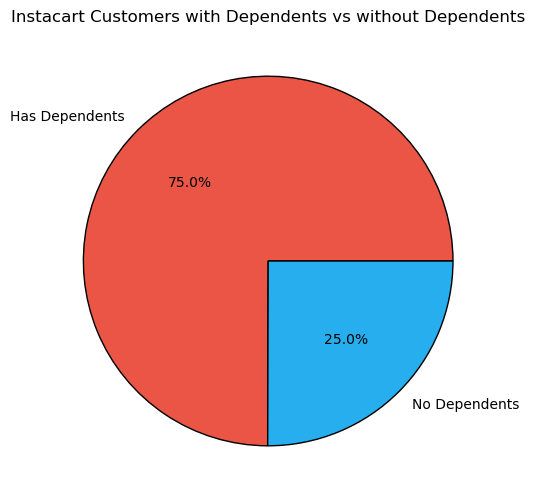 Instacart Customers with Dependents vs without Dependents
Has Dependents
75.0%
25.0%
No Dependents